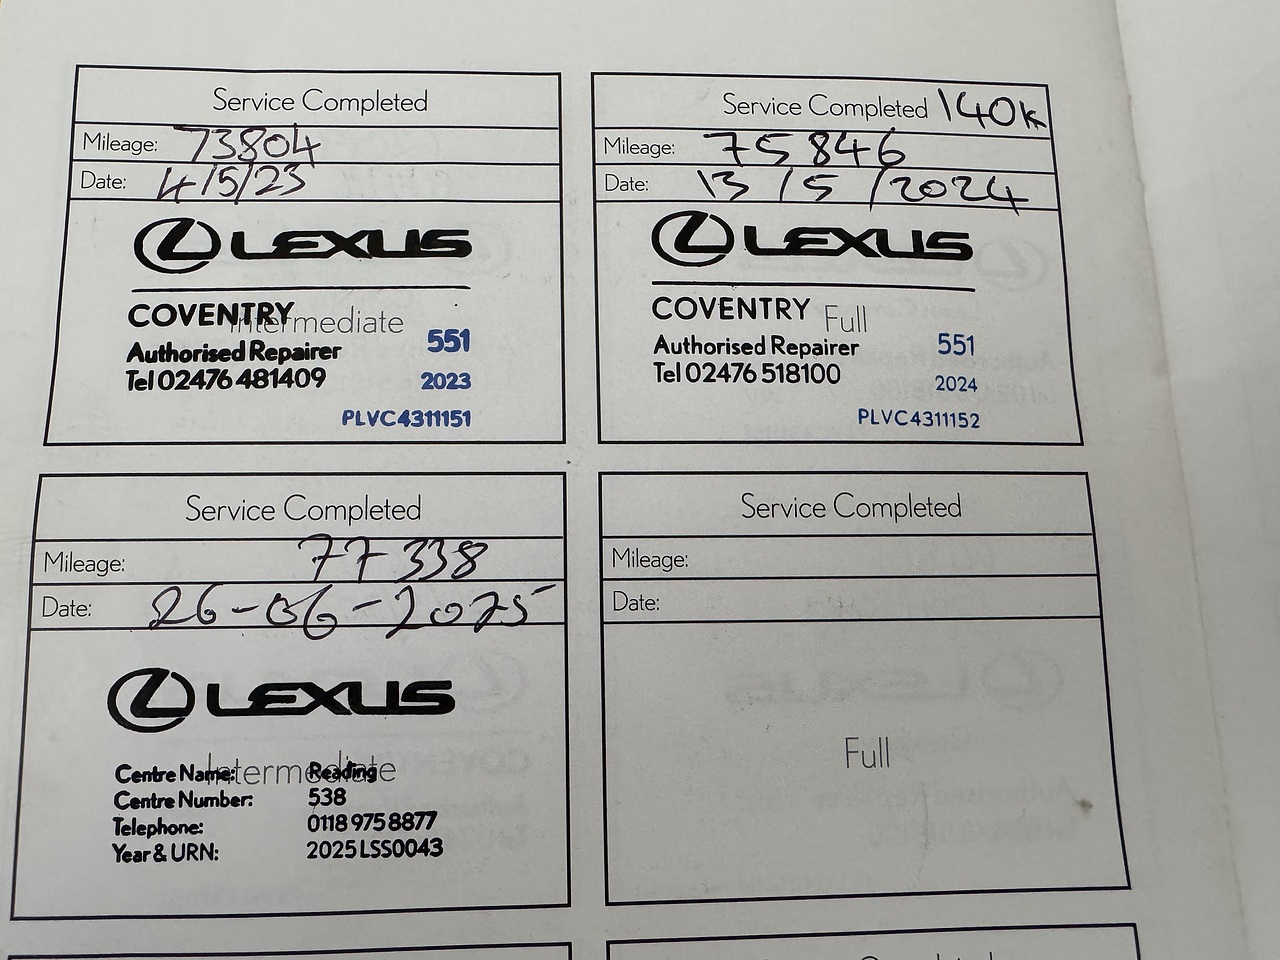 Service Completed
Mileage: 73804
Date: 4/5/23
LEXUS
COVENTRY
Intermediate
Authorised Repairer 551
Tel 02476 481409 2023
PLVC4311151
Service Completed 140k
Mileage: 75846
Date: 13/5/2024
LEXUS
COVENTRY Full
Authorised Repairer 551
Tel 02476 518100 2024
PLVC4311152
Service Completed
Mileage: 77338
Date: 26-06-2025
LEXUS
Intermediate
Centre Name: Reading
Centre Number: 538
Telephone: 0118 975 8877
Year & URN: 2025 LSS0043
Service Completed
Mileage:
Date:
Full